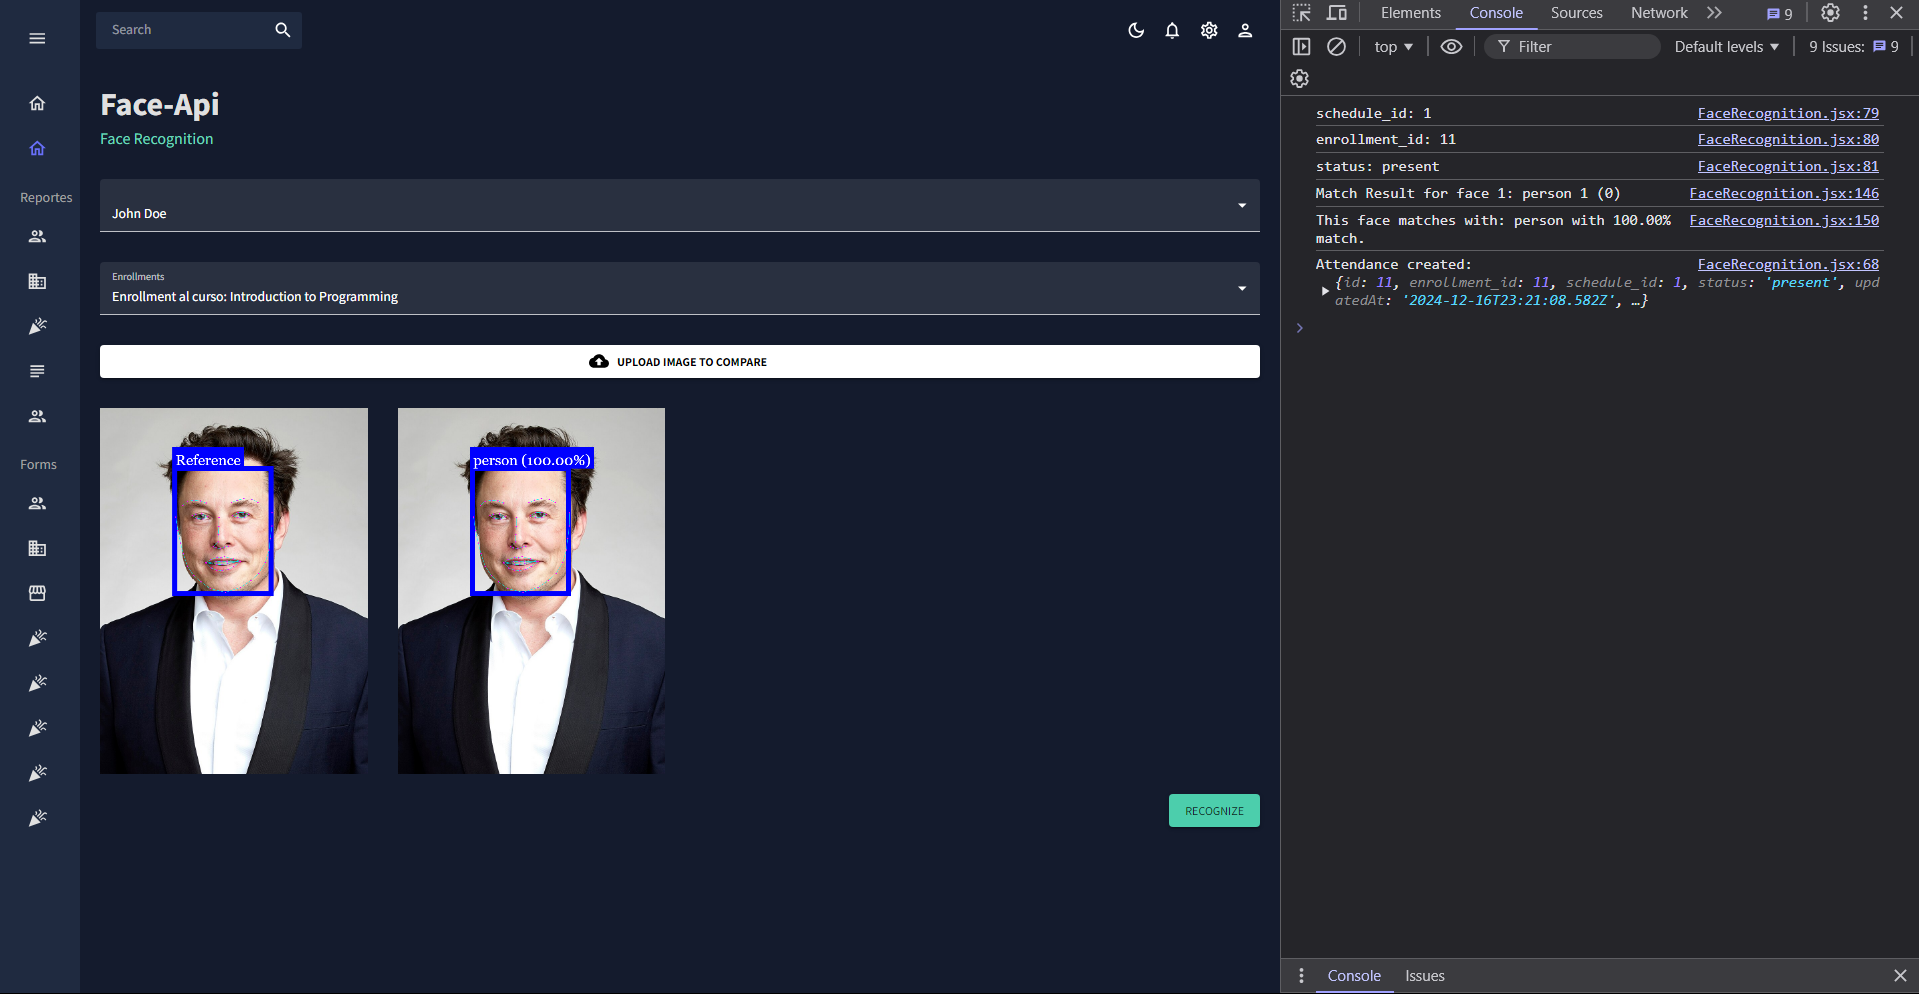 Search
Face-Api
Face Recognition
Reportes
John Doe
Enrollments
Enrollment al curso: Introduction to Programming
UPLOAD IMAGE TO COMPARE
Reference
person (100.00%)
Forms
RECOGNIZE
Elements Console Sources Network 9
top Filter Default levels 9 Issues: 9
schedule_id: 1 FaceRecognition.jsx:79
enrollment_id: 11 FaceRecognition.jsx:80
status: present FaceRecognition.jsx:81
Match Result for face 1: person 1 (0) FaceRecognition.jsx:146
This face matches with: person with 100.00% FaceRecognition.jsx:150
match.
Attendance created: FaceRecognition.jsx:68
{id: 11, enrollment_id: 11, schedule_id: 1, status: 'present', upd
atedAt: '2024-12-16T23:21:08.582Z', …}
Console Issues